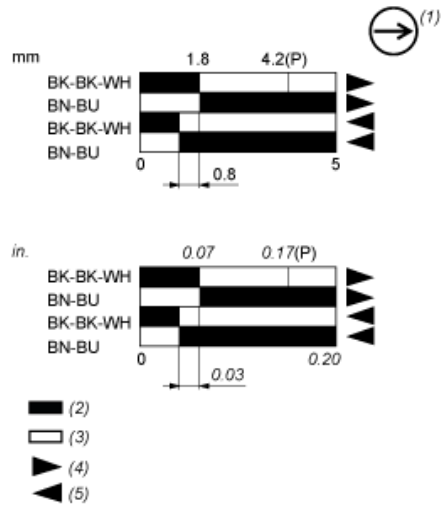 (1)
mm 1.8 4.2(P)
BK-BK-WH
BN-BU
BK-BK-WH
BN-BU
0 5
0.8
in. 0.07 0.17(P)
BK-BK-WH
BN-BU
BK-BK-WH
BN-BU
0 0.20
0.03
(2)
(3)
(4)
(5)